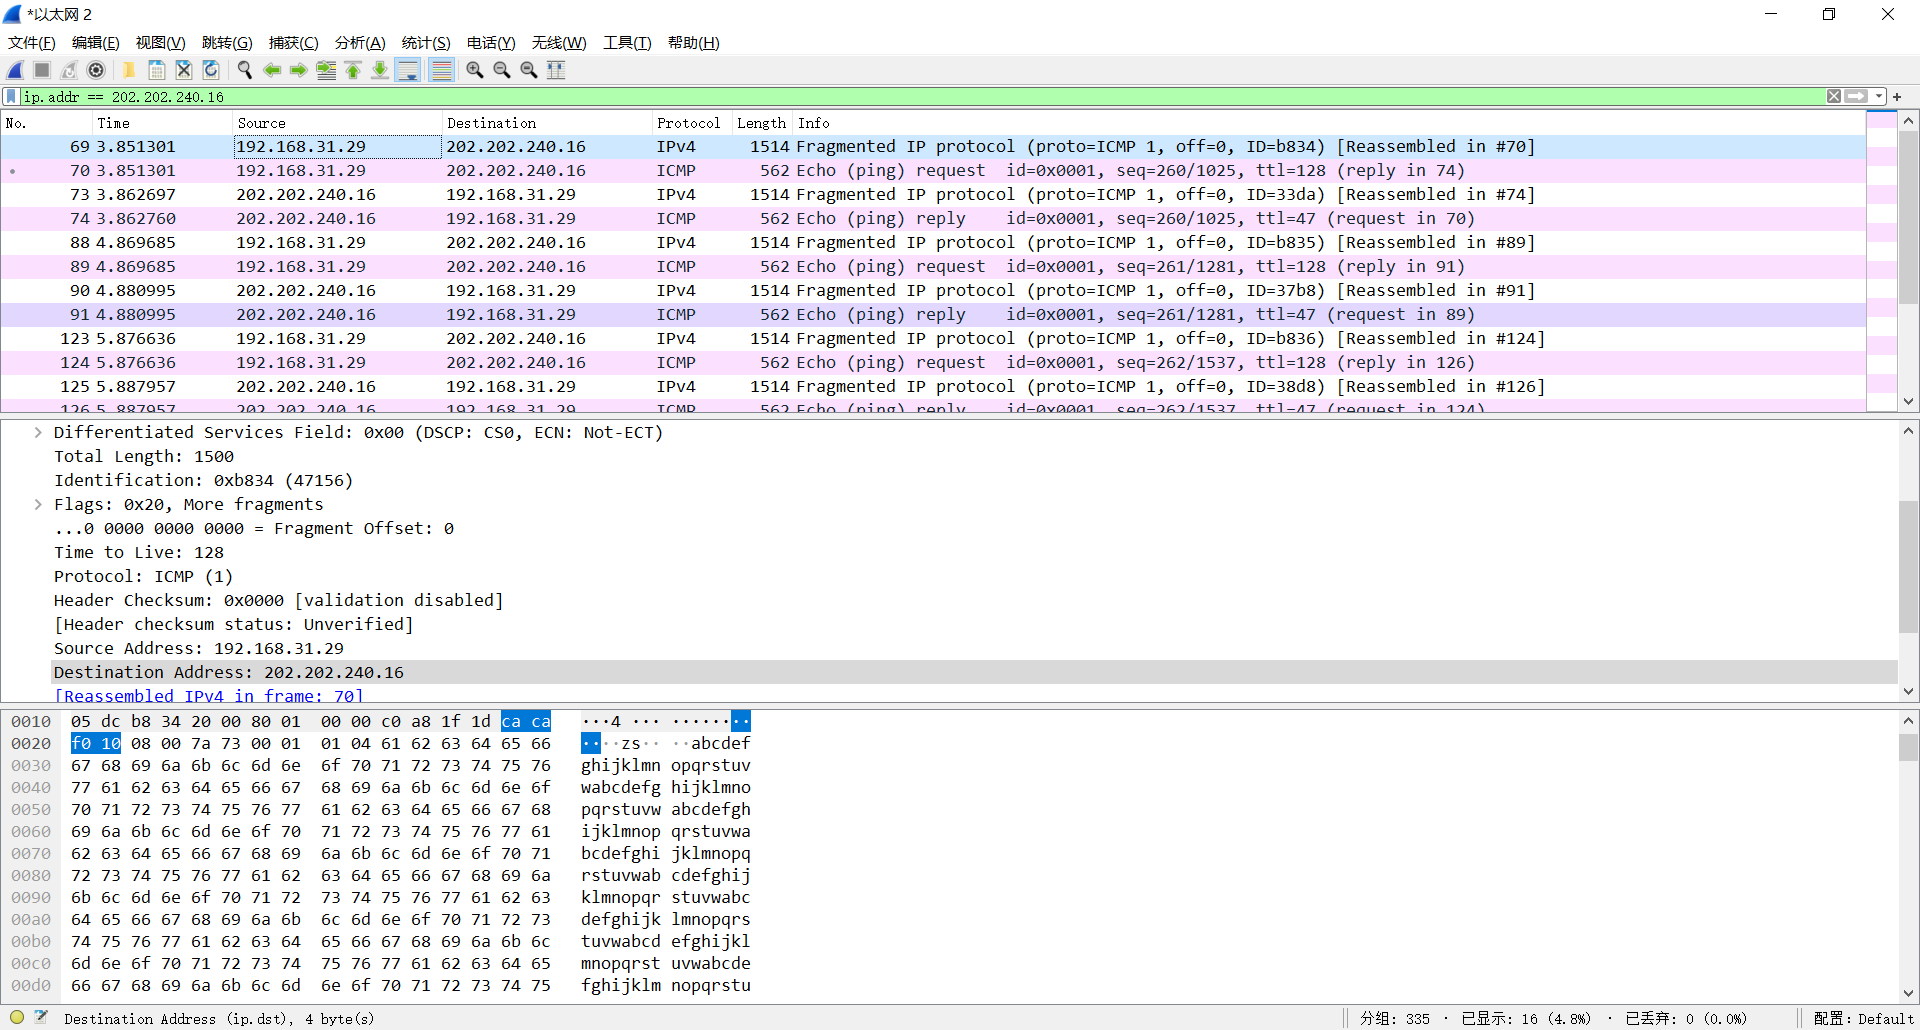 *以太网 2
文件(F) 编辑(E) 视图(V) 跳转(G) 捕获(C) 分析(A) 统计(S) 电话(Y) 无线(W) 工具(T) 帮助(H)
ip.addr == 202.202.240.16
No. Time Source Destination Protocol Length Info
69 3.851301 192.168.31.29 202.202.240.16 IPv4 1514 Fragmented IP protocol (proto=ICMP 1, off=0, ID=b834) [Reassembled in #70]
70 3.851301 192.168.31.29 202.202.240.16 ICMP 562 Echo (ping) request id=0x0001, seq=260/1025, ttl=128 (reply in 74)
73 3.862697 202.202.240.16 192.168.31.29 IPv4 1514 Fragmented IP protocol (proto=ICMP 1, off=0, ID=33da) [Reassembled in #74]
74 3.862760 202.202.240.16 192.168.31.29 ICMP 562 Echo (ping) reply id=0x0001, seq=260/1025, ttl=47 (request in 70)
88 4.869685 192.168.31.29 202.202.240.16 IPv4 1514 Fragmented IP protocol (proto=ICMP 1, off=0, ID=b835) [Reassembled in #89]
89 4.869685 192.168.31.29 202.202.240.16 ICMP 562 Echo (ping) request id=0x0001, seq=261/1281, ttl=128 (reply in 91)
90 4.880995 202.202.240.16 192.168.31.29 IPv4 1514 Fragmented IP protocol (proto=ICMP 1, off=0, ID=37b8) [Reassembled in #91]
91 4.880995 202.202.240.16 192.168.31.29 ICMP 562 Echo (ping) reply id=0x0001, seq=261/1281, ttl=47 (request in 89)
123 5.876636 192.168.31.29 202.202.240.16 IPv4 1514 Fragmented IP protocol (proto=ICMP 1, off=0, ID=b836) [Reassembled in #124]
124 5.876636 192.168.31.29 202.202.240.16 ICMP 562 Echo (ping) request id=0x0001, seq=262/1537, ttl=128 (reply in 126)
125 5.887957 202.202.240.16 192.168.31.29 IPv4 1514 Fragmented IP protocol (proto=ICMP 1, off=0, ID=38d8) [Reassembled in #126]
126 5.887957 202.202.240.16 192.168.31.29 ICMP 562 Echo (ping) reply id=0x0001, seq=262/1537, ttl=47 (request in 124)
Differentiated Services Field: 0x00 (DSCP: CS0, ECN: Not-ECT)
Total Length: 1500
Identification: 0xb834 (47156)
Flags: 0x20, More fragments
...0 0000 0000 0000 = Fragment Offset: 0
Time to Live: 128
Protocol: ICMP (1)
Header Checksum: 0x0000 [validation disabled]
[Header checksum status: Unverified]
Source Address: 192.168.31.29
Destination Address: 202.202.240.16
[Reassembled IPv4 in frame: 70]
0010 05 dc b8 34 20 00 80 01 00 00 c0 a8 1f 1d ca ca ···4 ··· ········
0020 f0 10 08 00 7a 73 00 01 01 04 61 62 63 64 65 66 ····zs·· ··abcdef
0030 67 68 69 6a 6b 6c 6d 6e 6f 70 71 72 73 74 75 76 ghijklmn opqrstuv
0040 77 61 62 63 64 65 66 67 68 69 6a 6b 6c 6d 6e 6f wabcdefg hijklmno
0050 70 71 72 73 74 75 76 77 61 62 63 64 65 66 67 68 pqrstuvw abcdefgh
0060 69 6a 6b 6c 6d 6e 6f 70 71 72 73 74 75 76 77 61 ijklmnop qrstuvwa
0070 62 63 64 65 66 67 68 69 6a 6b 6c 6d 6e 6f 70 71 bcdefghi jklmnopq
0080 72 73 74 75 76 77 61 62 63 64 65 66 67 68 69 6a rstuvwab cdefghij
0090 6b 6c 6d 6e 6f 70 71 72 73 74 75 76 77 61 62 63 klmnopqr stuvwabc
00a0 64 65 66 67 68 69 6a 6b 6c 6d 6e 6f 70 71 72 73 defghijk lmnopqrs
00b0 74 75 76 77 61 62 63 64 65 66 67 68 69 6a 6b 6c tuvwabcd efghijkl
00c0 6d 6e 6f 70 71 72 73 74 75 76 77 61 62 63 64 65 mnopqrst uvwabcde
00d0 66 67 68 69 6a 6b 6c 6d 6e 6f 70 71 72 73 74 75 fghijklm nopqrstu
Destination Address (ip.dst), 4 byte(s) 分组: 335 · 已显示: 16 (4.8%) · 已丢弃: 0 (0.0%) 配置: Default